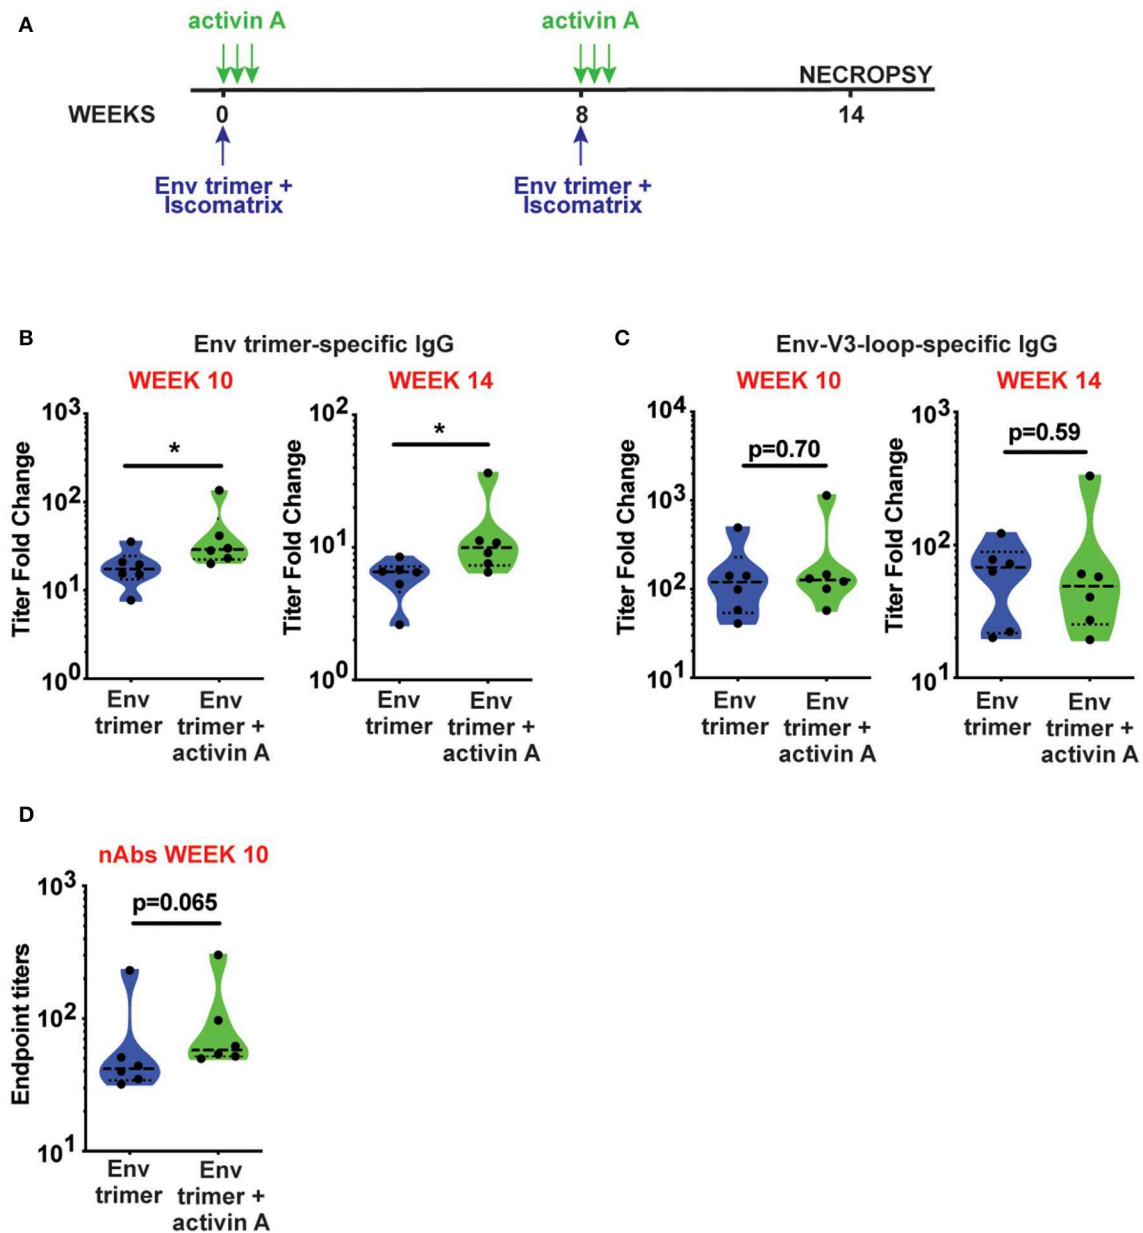 A
activin A
activin A
NECROPSY
WEEKS
0
8
14
Env trimer +
Iscomatrix
Env trimer +
Iscomatrix
B
Env trimer-specific IgG
WEEK 10
WEEK 14
Titer Fold Change
10³
10²
10¹
10⁰
*
Env
trimer
Env
trimer +
activin A
Titer Fold Change
10²
10¹
10⁰
*
Env
trimer
Env
trimer +
activin A
C
Env-V3-loop-specific IgG
WEEK 10
WEEK 14
Titer Fold Change
10⁴
10³
10²
10¹
p=0.70
Env
trimer
Env
trimer +
activin A
Titer Fold Change
10³
10²
10¹
p=0.59
Env
trimer
Env
trimer +
activin A
D
nAbs WEEK 10
Endpoint titers
10³
10²
10¹
p=0.065
Env
trimer
Env
trimer +
activin A